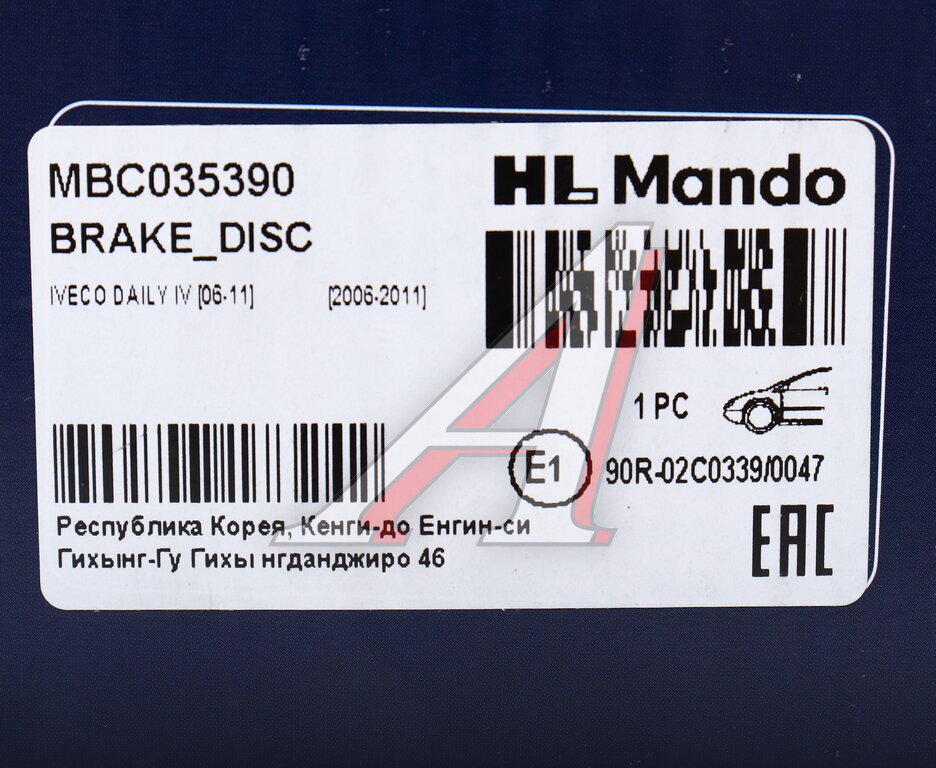 MBC035390
HL Mando
BRAKE_DISC
IVECO DAILY IV [06-11] [2006-2011]
1 PC
E1 90R-02C0339/0047
Республика Корея, Кенги-до Енгин-си
Гихынг-Гу Гихы нгданджиро 46
EAC